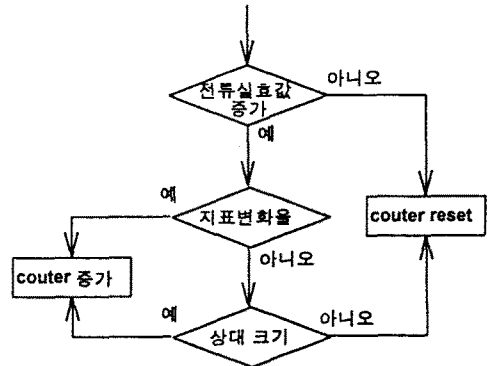 전류실효값
증가
아니오
예
예
지표변화율
couter reset
아니오
couter 증가
예
아니오
상대 크기